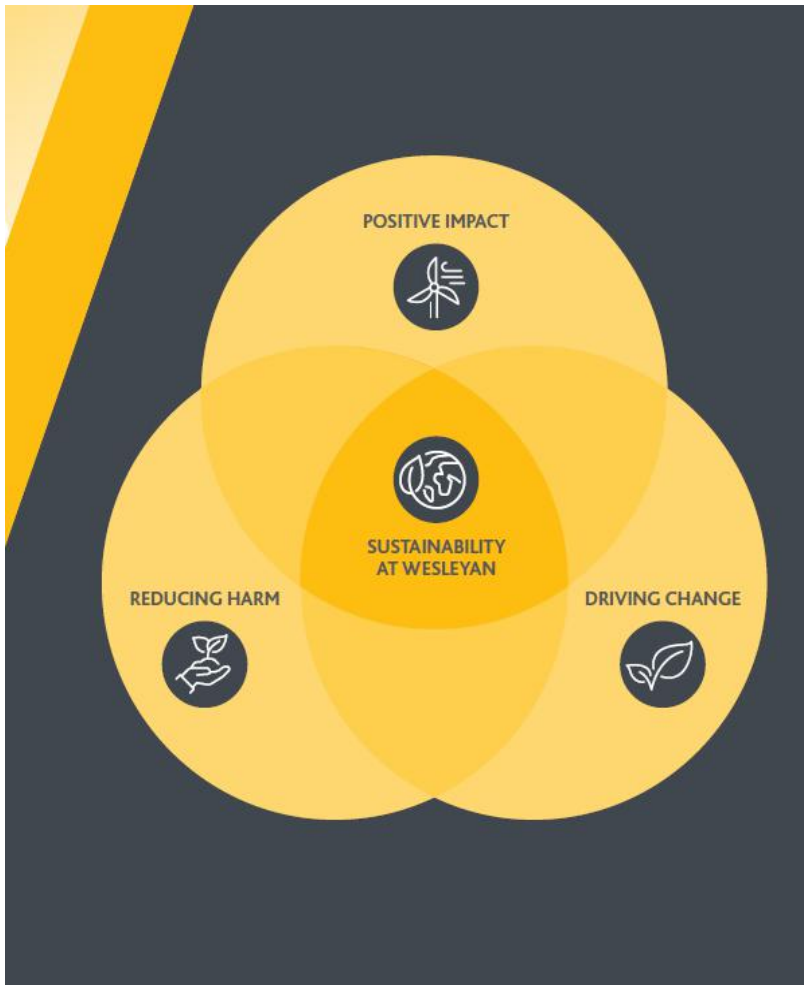 POSITIVE IMPACT
SUSTAINABILITY
AT WESLEYAN
REDUCING HARM
DRIVING CHANGE